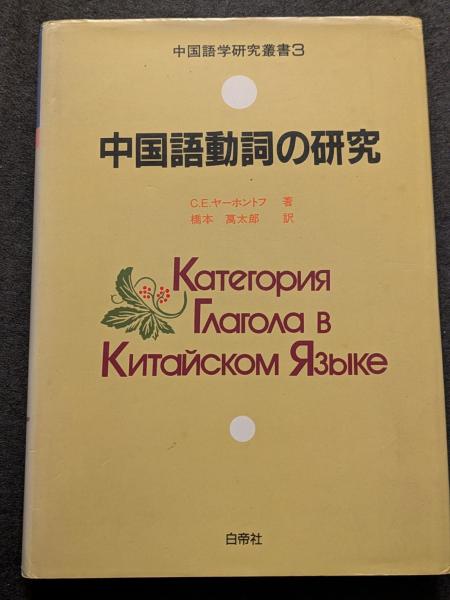 中国語学研究叢書3
中国語動詞の研究
C.E.ヤーホントフ 著
橋本 萬太郎 訳
Категория
Глагола в
Китайском Языке
白帝社